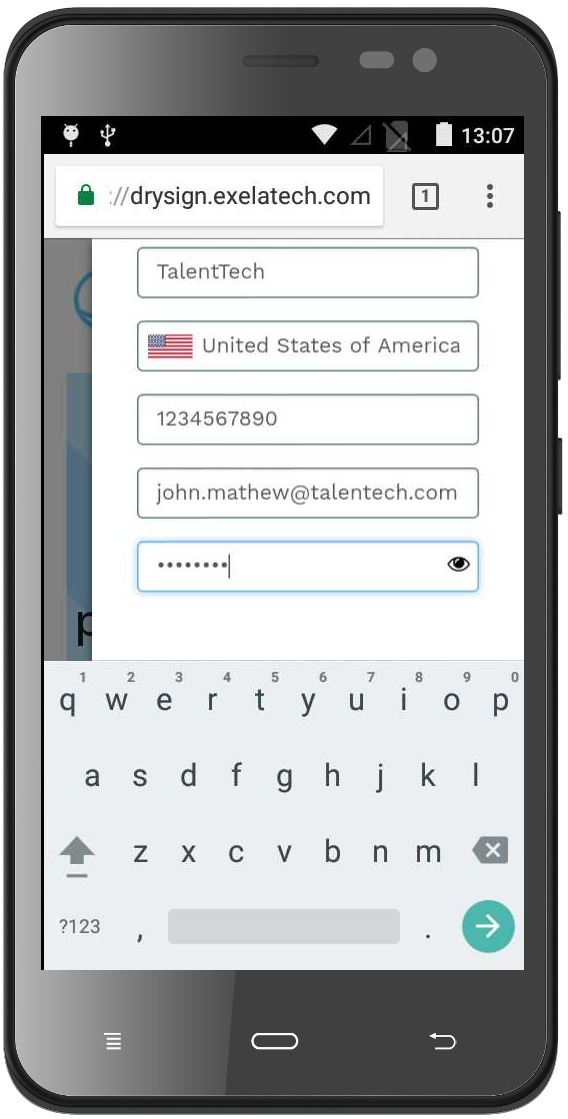 13:07
://drysign.exelatech.com
1
TalentTech
United States of America
1234567890
john.mathew@talentech.com
••••••••
p
1 2 3 4 5 6 7 8 9 0
q w e r t y u i o p
a s d f g h j k l
z x c v b n m
?123 , .